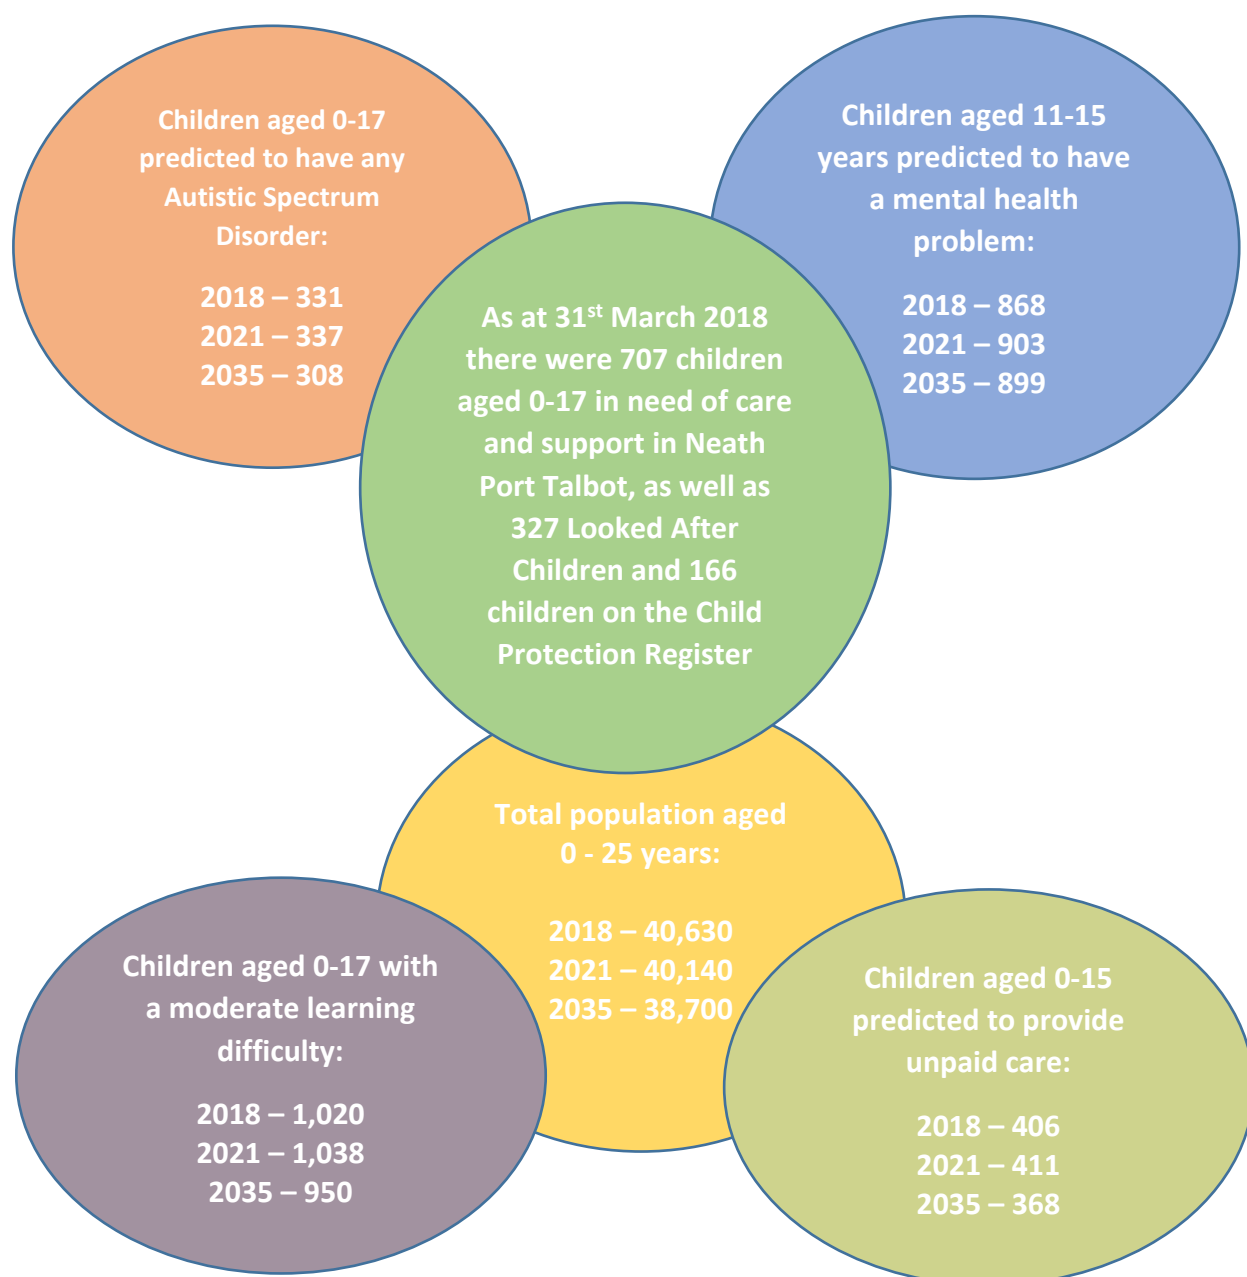 Children aged 0-17
predicted to have any
Autistic Spectrum
Disorder:
2018 – 331
2021 – 337
2035 – 308
Children aged 11-15
years predicted to have
a mental health
problem:
2018 – 868
2021 – 903
2035 – 899
As at 31st March 2018
there were 707 children
aged 0-17 in need of care
and support in Neath
Port Talbot, as well as
327 Looked After
Children and 166
children on the Child
Protection Register
Total population aged
0 - 25 years:
2018 – 40,630
2021 – 40,140
2035 – 38,700
Children aged 0-17 with
a moderate learning
difficulty:
2018 – 1,020
2021 – 1,038
2035 – 950
Children aged 0-15
predicted to provide
unpaid care:
2018 – 406
2021 – 411
2035 – 368